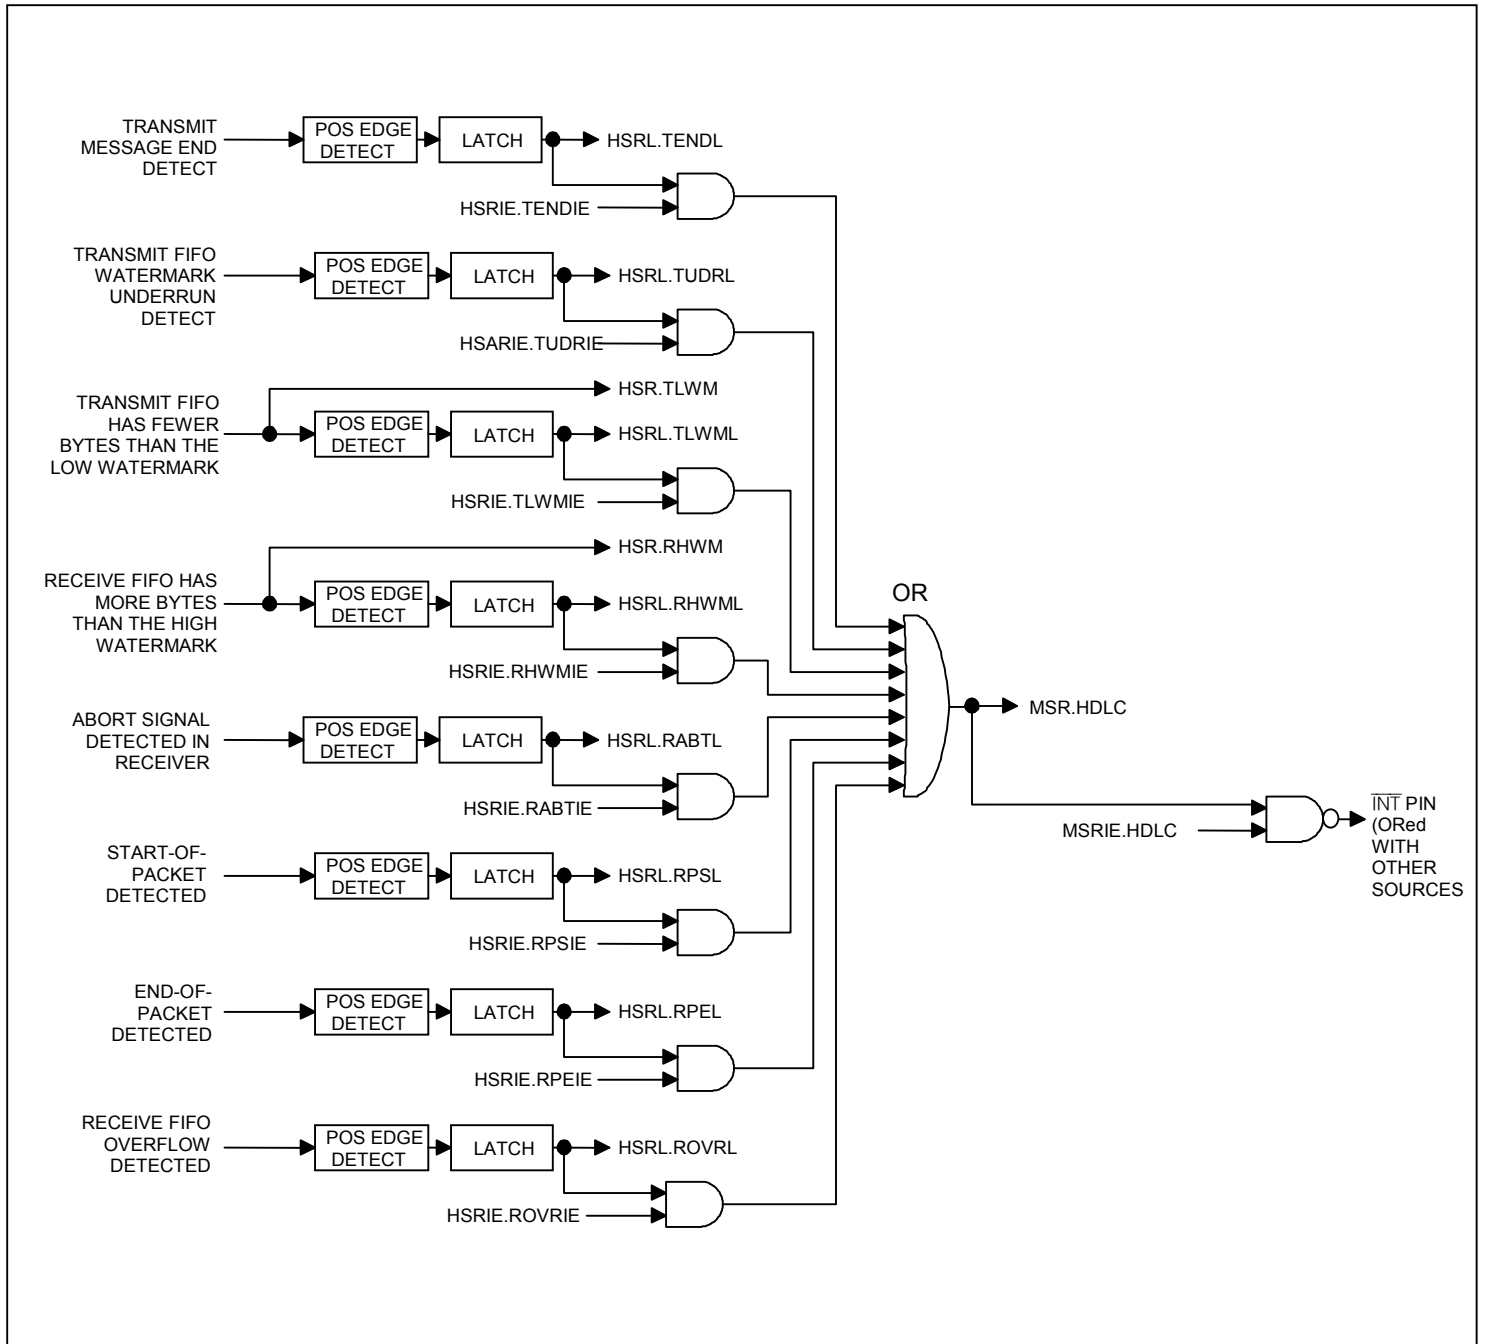 TRANSMIT
MESSAGE END
DETECT
POS EDGE
DETECT
LATCH
HSRL.TENDL
HSRIE.TENDIE
TRANSMIT FIFO
WATERMARK
UNDERRUN
DETECT
POS EDGE
DETECT
LATCH
HSRL.TUDRL
HSARIE.TUDRIE
HSR.TLWM
TRANSMIT FIFO
HAS FEWER
BYTES THAN THE
LOW WATERMARK
POS EDGE
DETECT
LATCH
HSRL.TLWML
HSRIE.TLWMIE
HSR.RHWM
RECEIVE FIFO HAS
MORE BYTES
THAN THE HIGH
WATERMARK
POS EDGE
DETECT
LATCH
HSRL.RHWML
HSRIE.RHWMIE
OR
MSR.HDLC
ABORT SIGNAL
DETECTED IN
RECEIVER
POS EDGE
DETECT
LATCH
HSRL.RABTL
HSRIE.RABTIE
MSRIE.HDLC
INT PIN
(ORed
WITH
OTHER
SOURCES
START-OF-
PACKET
DETECTED
POS EDGE
DETECT
LATCH
HSRL.RPSL
HSRIE.RPSIE
END-OF-
PACKET
DETECTED
POS EDGE
DETECT
LATCH
HSRL.RPEL
HSRIE.RPEIE
RECEIVE FIFO
OVERFLOW
DETECTED
POS EDGE
DETECT
LATCH
HSRL.ROVRL
HSRIE.ROVRIE